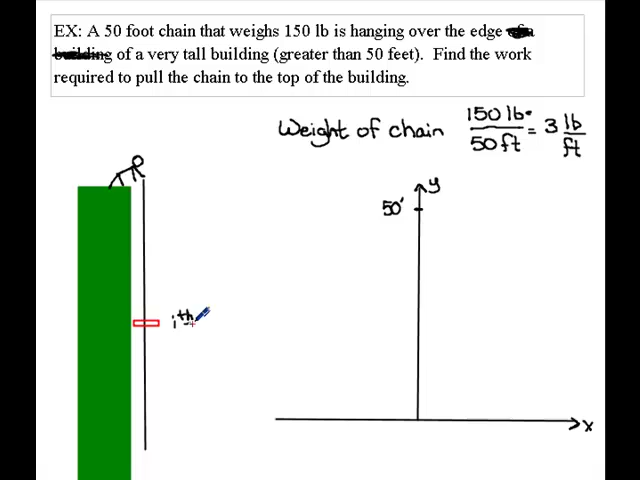 EX: A 50 foot chain that weighs 150 lb is hanging over the edge
of a very tall building (greater than 50 feet). Find the work
required to pull the chain to the top of the building.
Weight of chain 150 lb. / 50 ft = 3 lb / ft
y
50'
ith
x